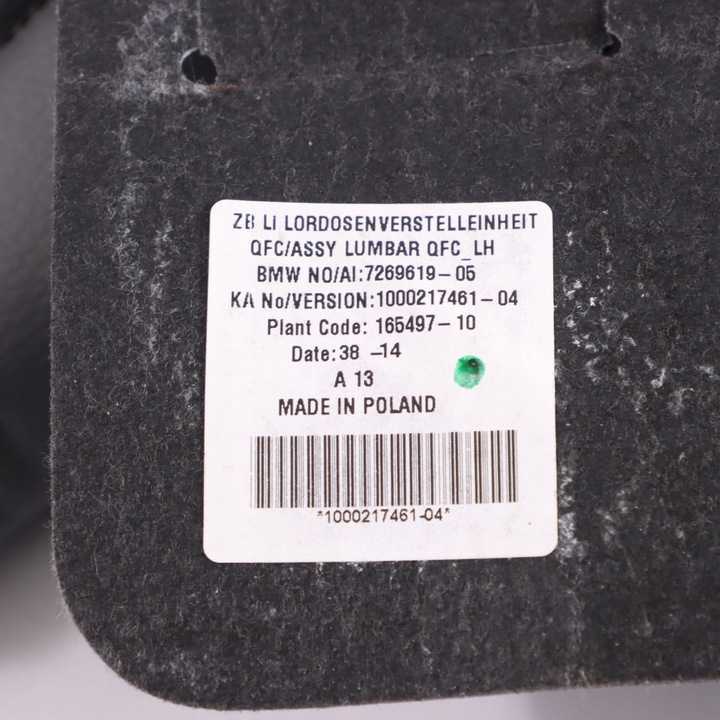 ZB LI LORDOSENVERSTELLEINHEIT
QFC/ASSY LUMBAR QFC_LH
BMW NO/AI:7269619-05
KA No/VERSION:1000217461-04
Plant Code: 165497-10
Date:38 -14
A 13
MADE IN POLAND
*1000217461-04*